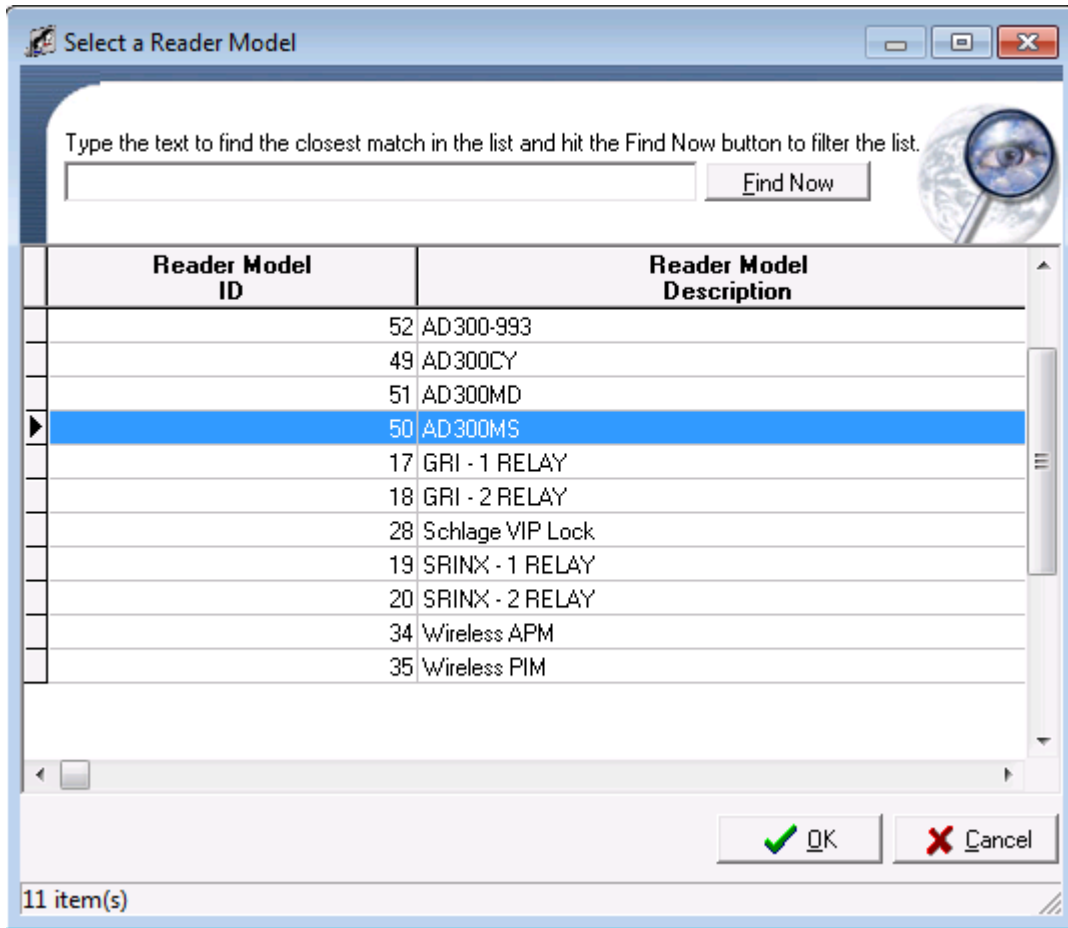 Select a Reader Model
Type the text to find the closest match in the list and hit the Find Now button to filter the list.
Find Now
Reader Model ID Reader Model Description
52 AD300-993
49 AD300CY
51 AD300MD
50 AD300MS
17 GRI - 1 RELAY
18 GRI - 2 RELAY
28 Schlage VIP Lock
19 SRINX - 1 RELAY
20 SRINX - 2 RELAY
34 Wireless APM
35 Wireless PIM
OK Cancel
11 item(s)